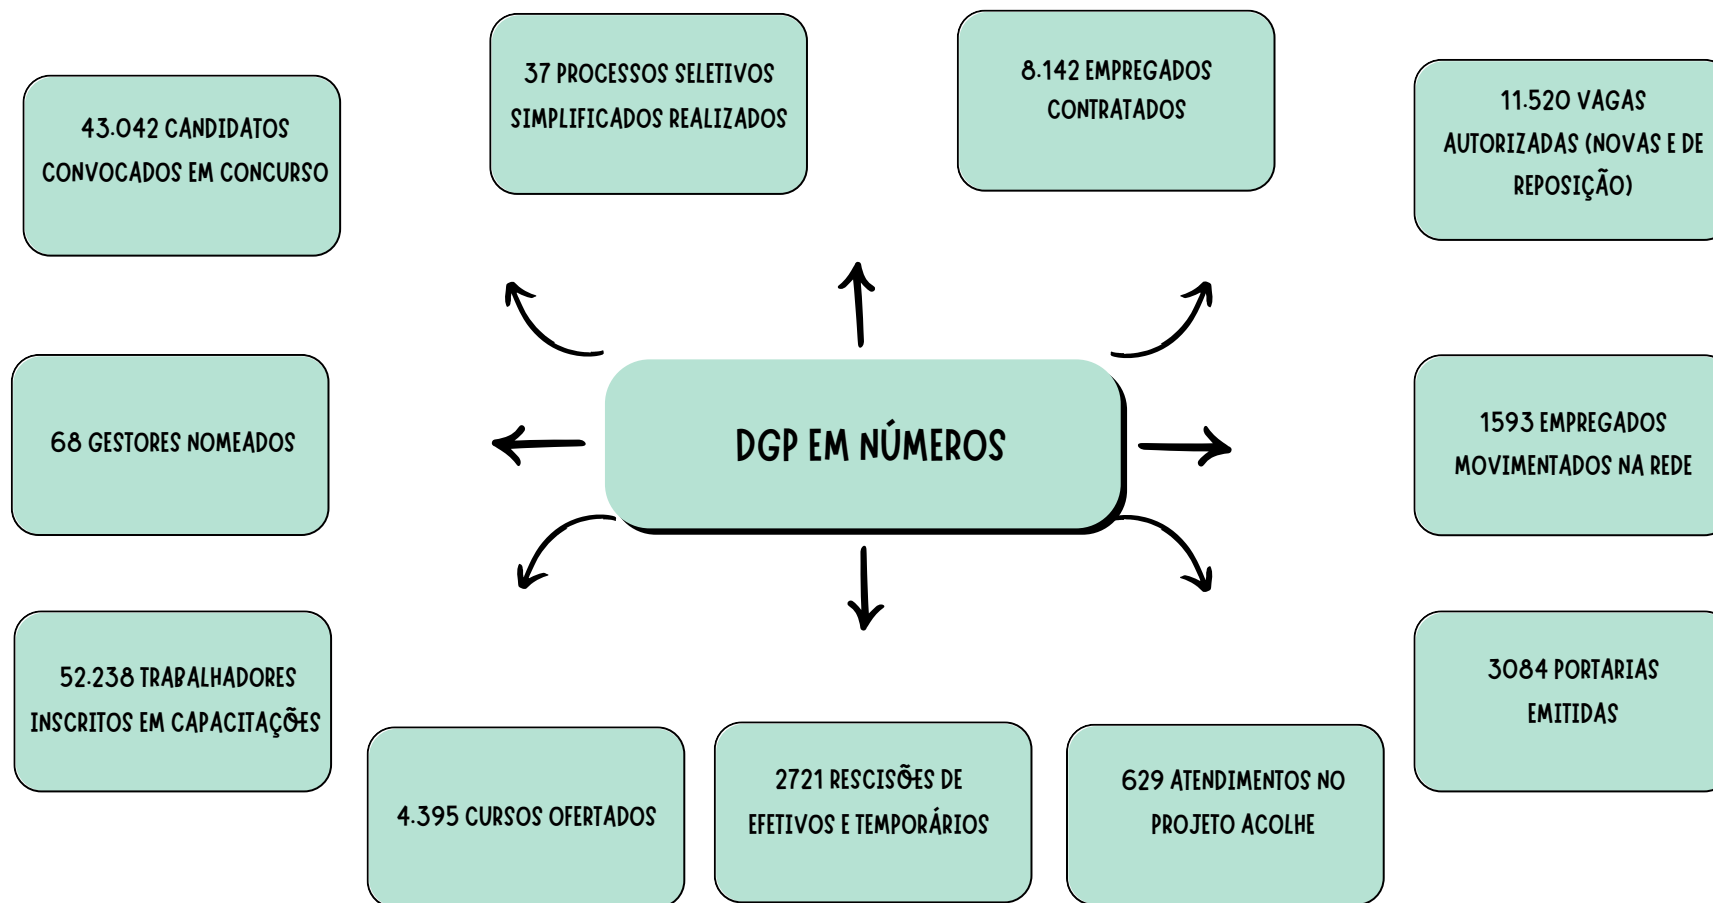 43.042 CANDIDATOS
CONVOCADOS EM CONCURSO
37 PROCESSOS SELETIVOS
SIMPLIFICADOS REALIZADOS
8.142 EMPREGADOS
CONTRATADOS
11.520 VAGAS
AUTORIZADAS (NOVAS E DE
REPOSIÇÃO)
68 GESTORES NOMEADOS
DGP EM NÚMEROS
1593 EMPREGADOS
MOVIMENTADOS NA REDE
52.238 TRABALHADORES
INSCRITOS EM CAPACITAÇÕES
4.395 CURSOS OFERTADOS
2721 RESCISÕES DE
EFETIVOS E TEMPORÁRIOS
629 ATENDIMENTOS NO
PROJETO ACOLHE
3084 PORTARIAS
EMITIDAS